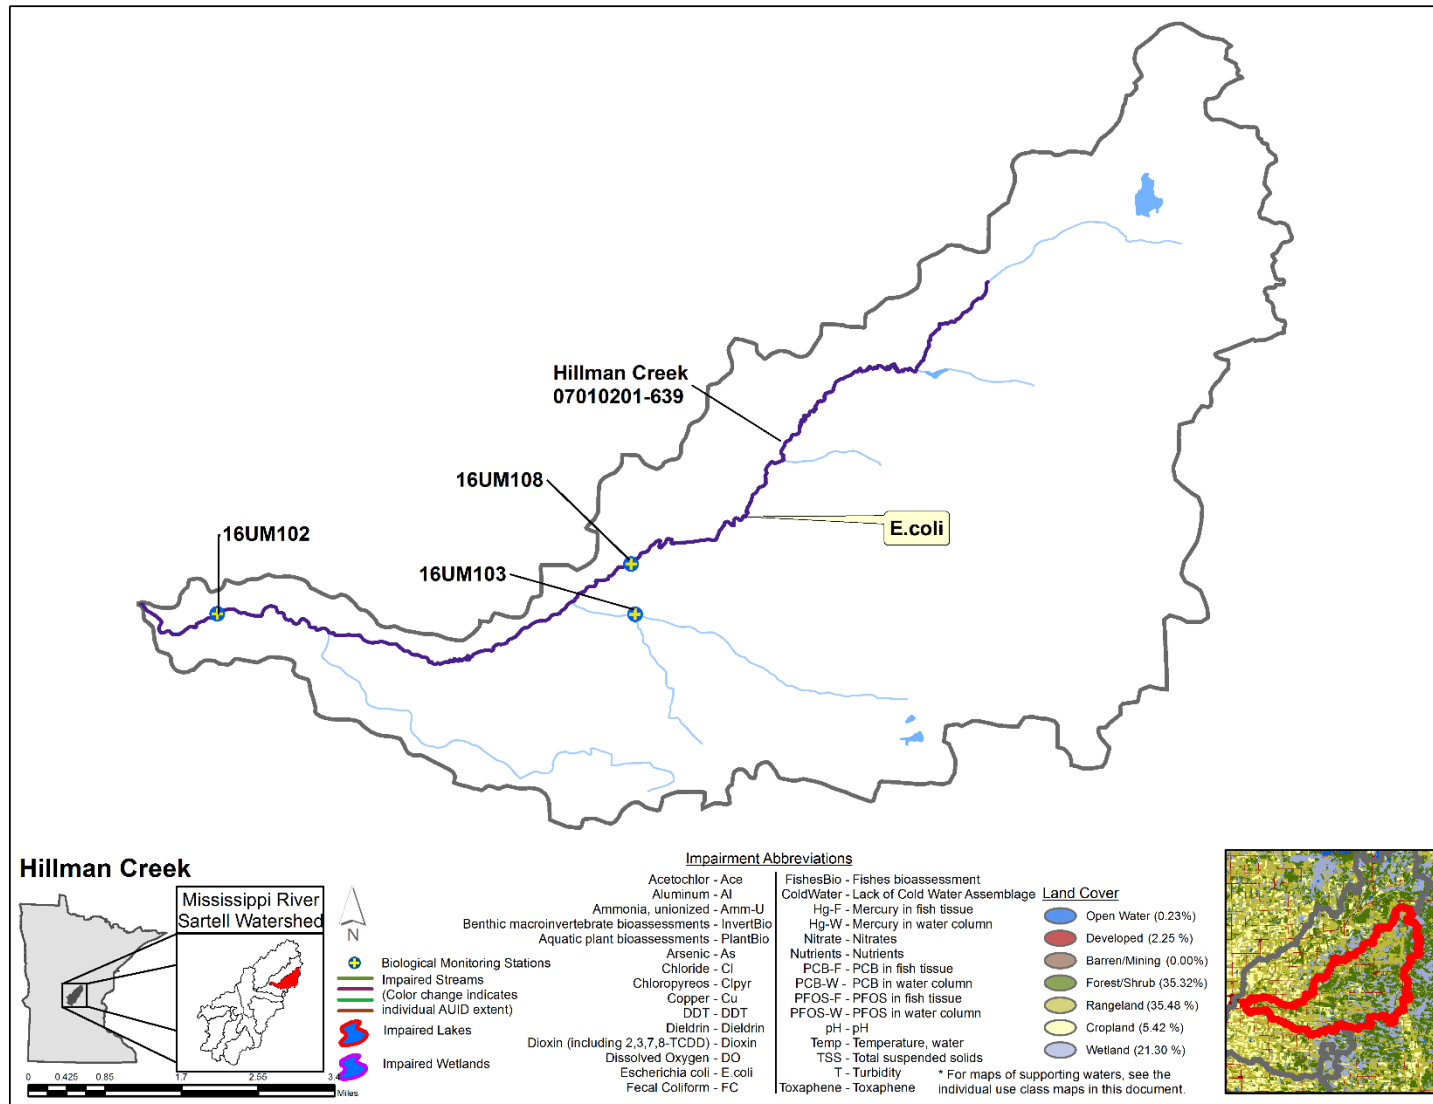 Hillman Creek
07010201-639
16UM108
E.coli
16UM102
16UM103
Hillman Creek
Mississippi River
Sartell Watershed
N
0 0.425 0.85 1.7 2.55 3.4
Miles
Biological Monitoring Stations
Impaired Streams
(Color change indicates
individual AUID extent)
Impaired Lakes
Impaired Wetlands
Impairment Abbreviations
Acetochlor - Ace
Aluminum - Al
Ammonia, unionized - Amm-U
Benthic macroinvertebrate bioassessments - InvertBio
Aquatic plant bioassessments - PlantBio
Arsenic - As
Chloride - Cl
Chloropyreos - Clpyr
Copper - Cu
DDT - DDT
Dieldrin - Dieldrin
Dioxin (including 2,3,7,8-TCDD) - Dioxin
Dissolved Oxygen - DO
Escherichia coli - E.coli
Fecal Coliform - FC
FishesBio - Fishes bioassessment
ColdWater - Lack of Cold Water Assemblage
Hg-F - Mercury in fish tissue
Hg-W - Mercury in water column
Nitrate - Nitrates
Nutrients - Nutrients
PCB-F - PCB in fish tissue
PCB-W - PCB in water column
PFOS-F - PFOS in fish tissue
PFOS-W - PFOS in water column
pH - pH
Temp - Temperature, water
TSS - Total suspended solids
T - Turbidity
Toxaphene - Toxaphene
* For maps of supporting waters, see the
individual use class maps in this document.
Land Cover
Open Water (0.23%)
Developed (2.25 %)
Barren/Mining (0.00%)
Forest/Shrub (35.32%)
Rangeland (35.48 %)
Cropland (5.42 %)
Wetland (21.30 %)